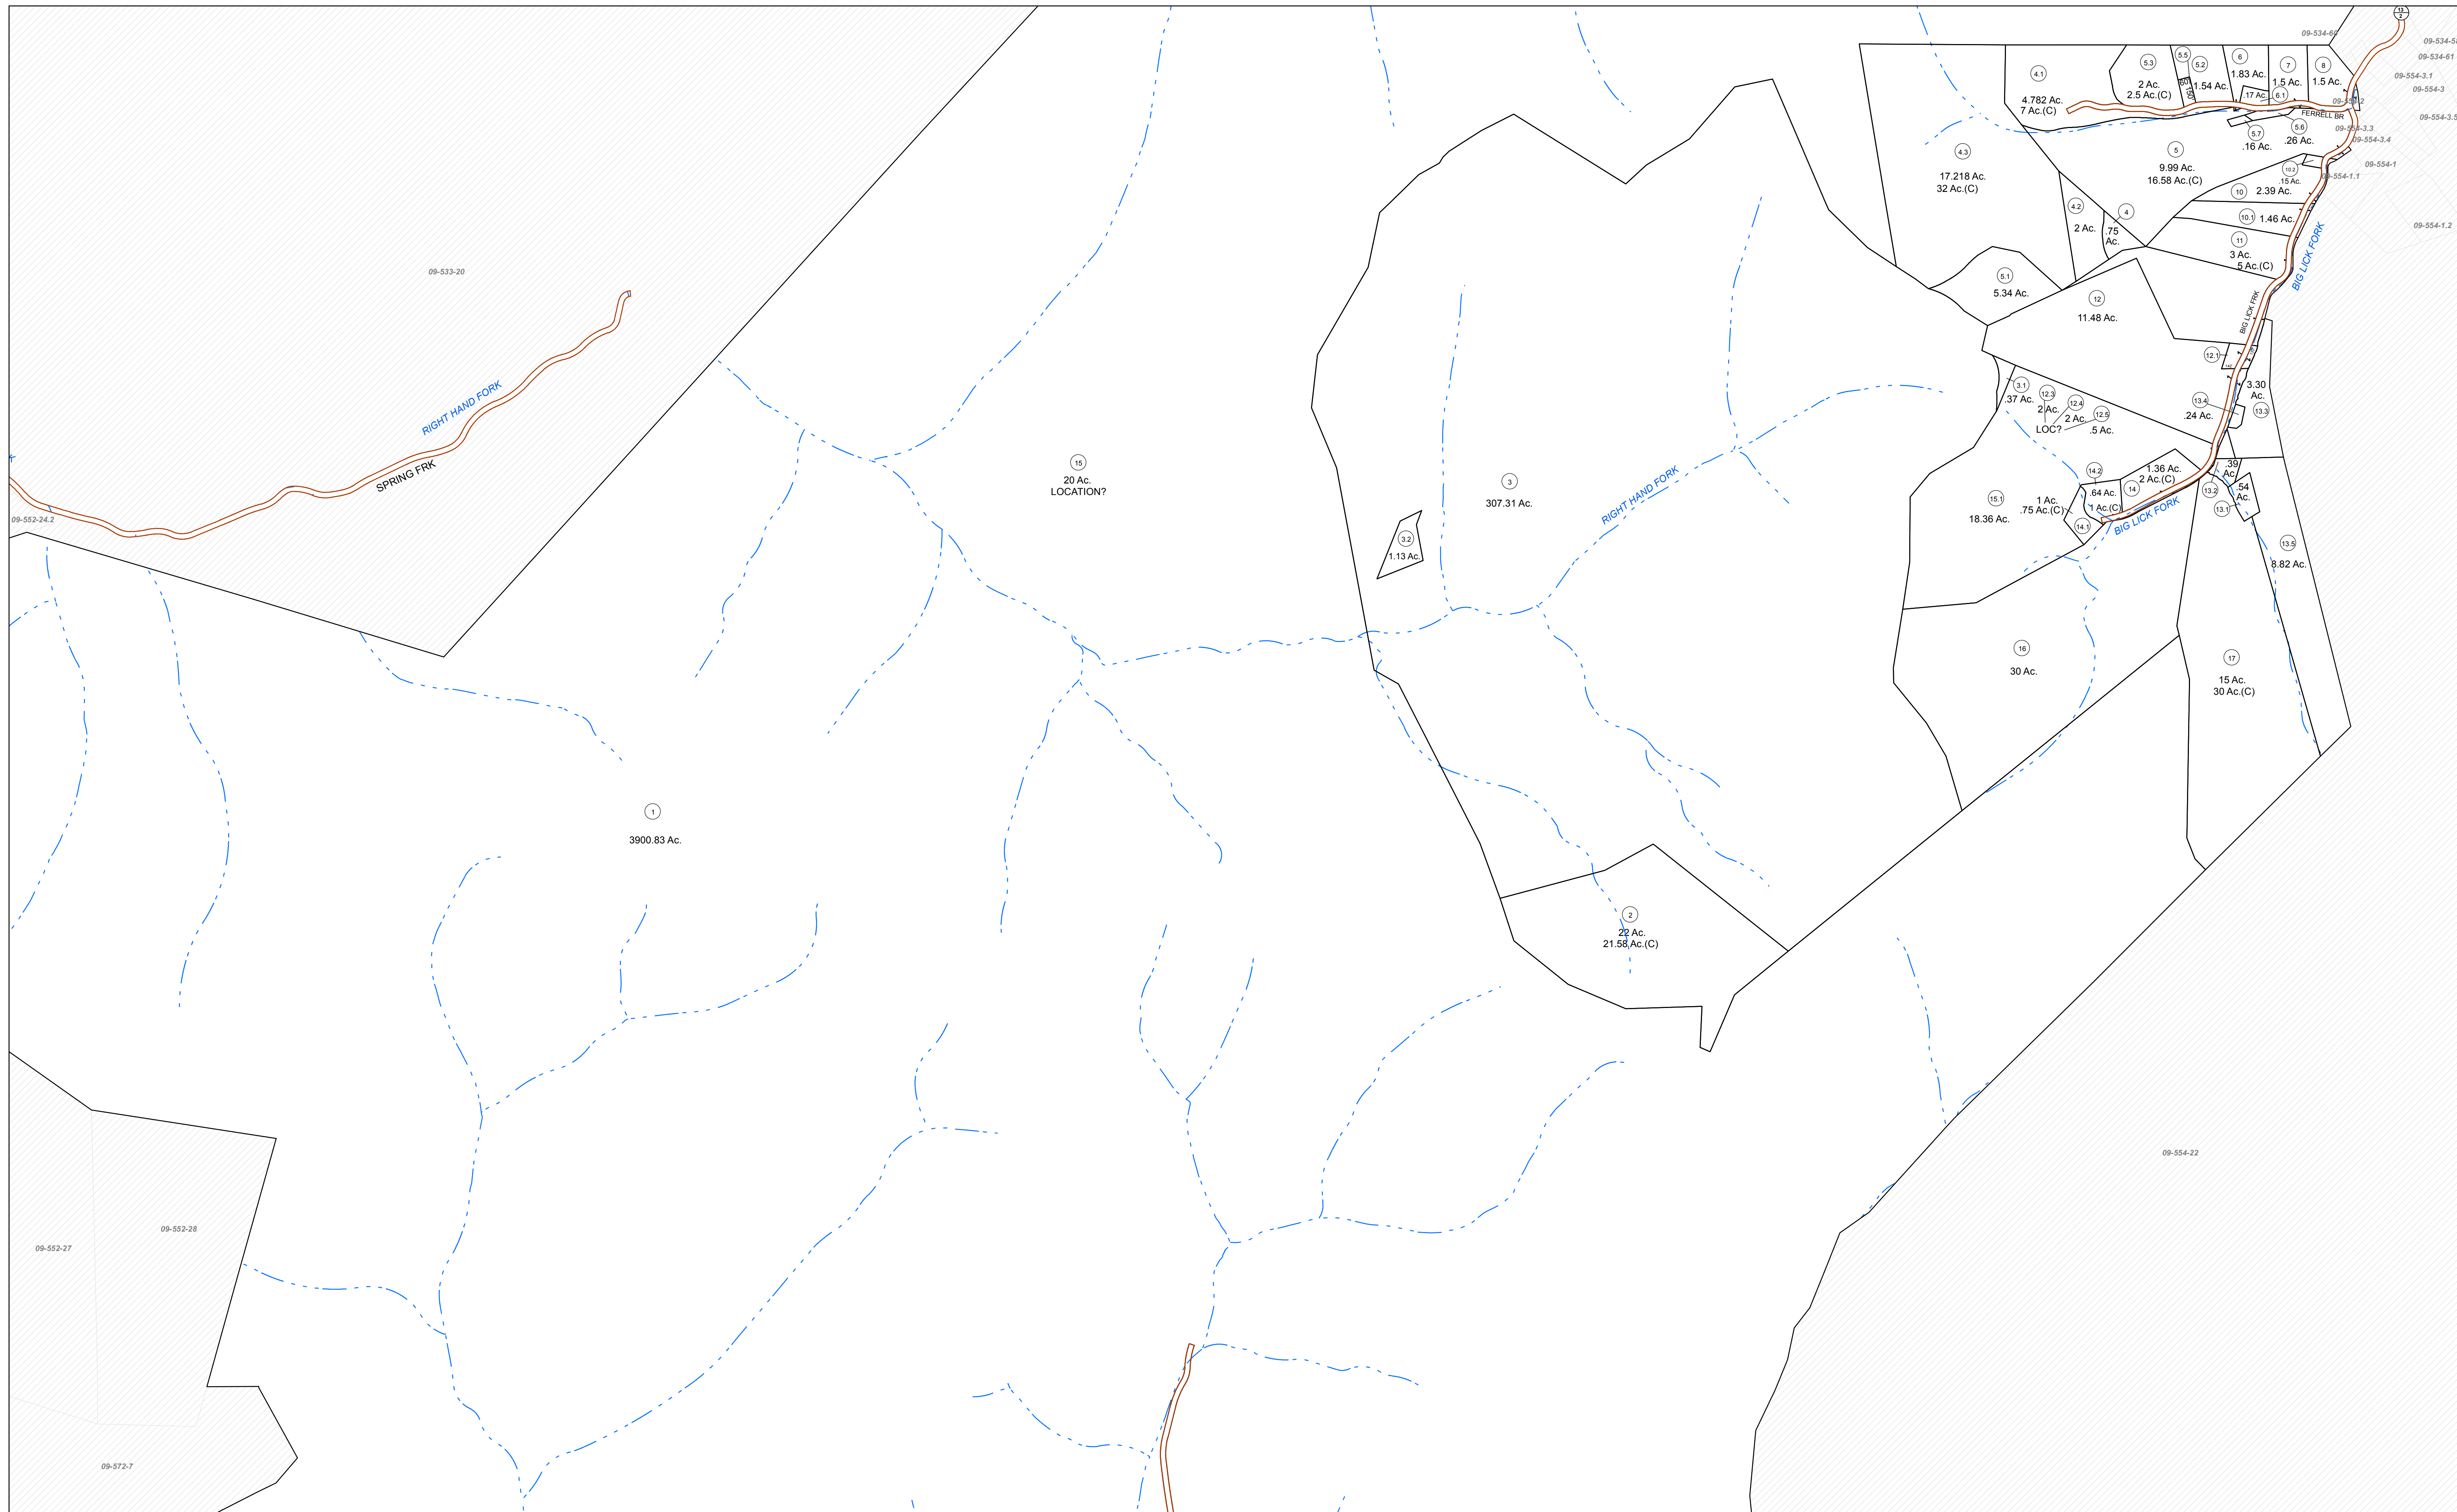 13
2
09-534-60
09-534-61
09-554-3.1
09-554-3
09-554-3.5
09-554-3.3
09-554-3.4
09-554-1
09-554-1.1
09-554-1.2
4.1
4.782 Ac.
7 Ac.(C)
5.3
2 Ac.
2.5 Ac.(C)
5.5
5.2
1.54 Ac.
150
6
1.83 Ac.
.17 Ac.
6.1
7
1.5 Ac.
8
1.5 Ac.
FERRELL BR
5.7
.16 Ac.
5.6
.26 Ac.
4.3
17.218 Ac.
32 Ac.(C)
5
9.99 Ac.
16.58 Ac.(C)
10.2
.15 Ac.
10
2.39 Ac.
10.1
1.46 Ac.
4.2
2 Ac.
4
.75
Ac.
11
3 Ac.
5 Ac.(C)
BIG LICK FORK
5.1
5.34 Ac.
12
11.48 Ac.
BIG LICK FRK
12.1
09-533-20
RIGHT HAND FORK
SPRING FRK
09-552-24.2
3.1
.37 Ac.
12.3
2 Ac.
12.4
2 Ac.
12.5
.5 Ac.
LOC?
13.4
.24 Ac.
3.30
Ac.
13.3
15
20 Ac.
LOCATION?
3
307.31 Ac.
RIGHT HAND FORK
3.2
1.13 Ac.
15.1
18.36 Ac.
1 Ac.
.75 Ac.(C)
14.1
14.2
.64 Ac.
1 Ac.(C)
14
1.36 Ac.
2 Ac.(C)
BIG LICK FORK
.39
Ac.
13.2
.54
Ac.
13.1
13.5
8.82 Ac.
16
30 Ac.
17
15 Ac.
30 Ac.(C)
1
3900.83 Ac.
2
22 Ac.
21.58 Ac.(C)
09-554-22
09-552-28
09-552-27
09-572-7